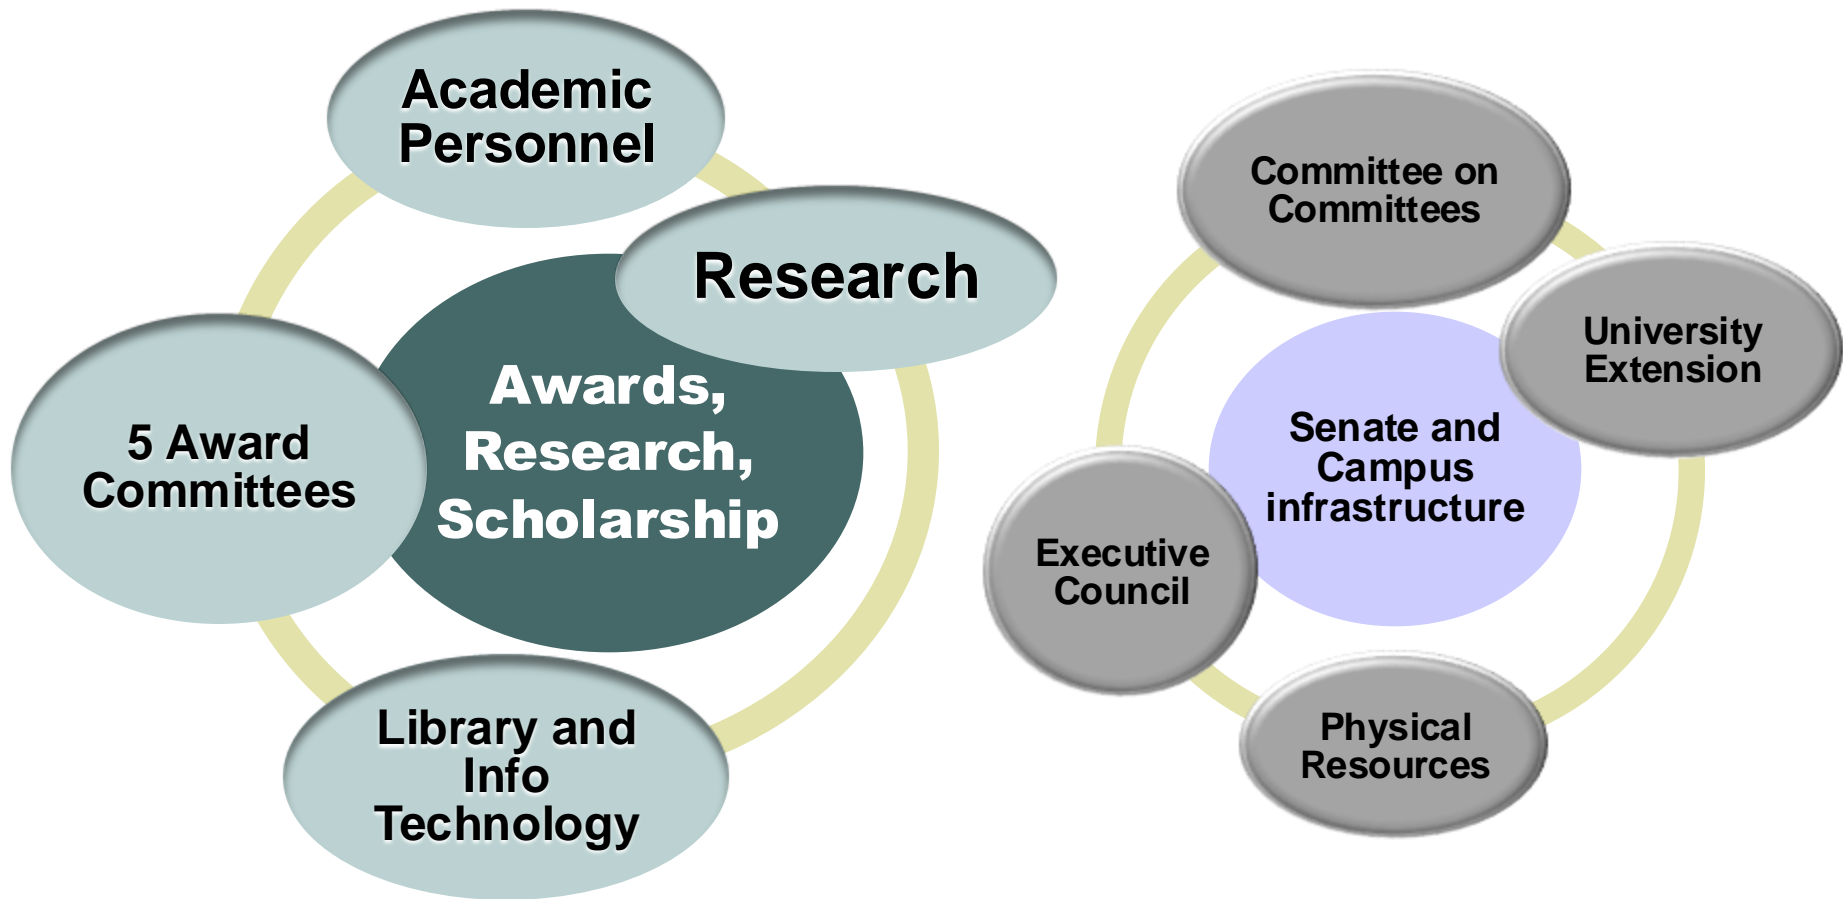 Academic
Personnel
Research
Awards,
Research,
Scholarship
5 Award
Committees
Library and
Info
Technology
Committee on
Committees
University
Extension
Senate and
Campus
infrastructure
Executive
Council
Physical
Resources